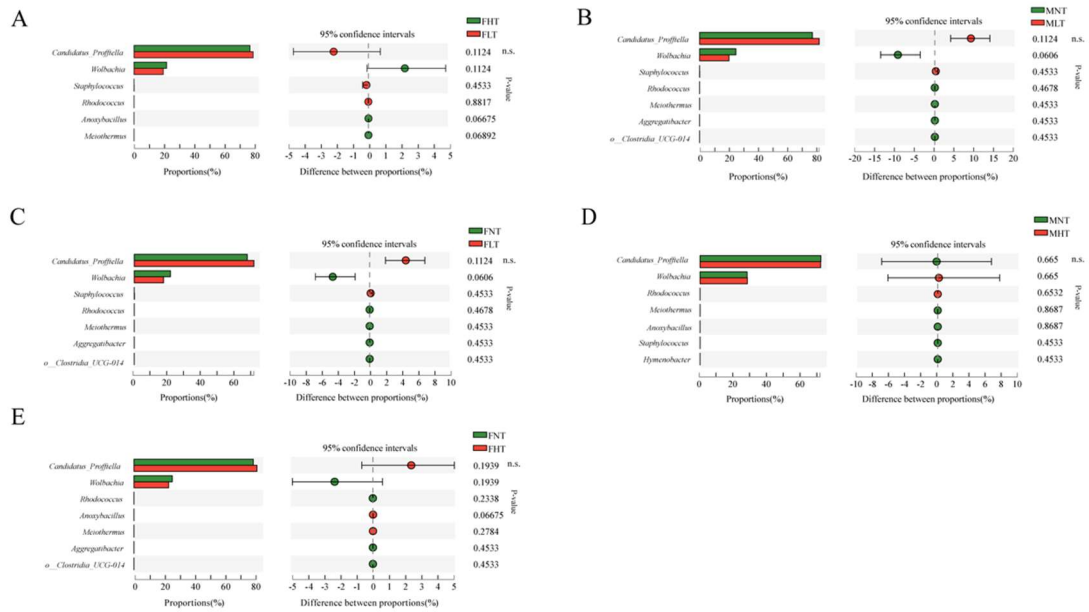 A
FHT
FLT
95% confidence intervals
Candidatus_Profftella
0.1124 n.s.
Wolbachia
0.1124
Staphylococcus
0.4533
Rhodococcus
0.8817
Anoxybacillus
0.06675
Meiothermus
0.06892
P-value
0 20 40 60 80
-5 -4 -3 -2 -1 0 1 2 3 4 5
Proportions(%)
Difference between proportions(%)
B
MNT
MLT
95% confidence intervals
Candidatus_Proffiella
0.1124 n.s.
Wolbachia
0.0606
Staphylococcus
0.4533
Rhodococcus
0.4678
Meiothermus
0.4533
Aggregatibacter
0.4533
o__Clostridia_UCG-014
0.4533
P-value
0 20 40 60 80
-20 -15 -10 -5 0 5 10 15 20
Proportions(%)
Difference between proportions(%)
C
FNT
FLT
95% confidence intervals
Candidatus_Proffiella
0.1124 n.s.
Wolbachia
0.0606
Staphylococcus
0.4533
Rhodococcus
0.4678
Meiothermus
0.4533
Aggregatibacter
0.4533
o__Clostridia_UCG-014
0.4533
P-value
0 20 40 60
-10 -8 -6 -4 -2 0 2 4 6 8 10
Proportions(%)
Difference between proportions(%)
D
MNT
MHT
95% confidence intervals
Candidatus_Proffiella
0.665 n.s.
Wolbachia
0.665
Rhodococcus
0.6532
Meiothermus
0.8687
Anoxybacillus
0.8687
Staphylococcus
0.4533
Hymenobacter
0.4533
P-value
0 20 40 60
-10 -8 -6 -4 -2 0 2 4 6 8 10
Proportions(%)
Difference between proportions(%)
E
FNT
FHT
95% confidence intervals
Candidatus_Proffiella
0.1939 n.s.
Wolbachia
0.1939
Rhodococcus
0.2338
Anoxybacillus
0.06675
Meiothermus
0.2784
Aggregatibacter
0.4533
o__Clostridia_UCG-014
0.4533
P-value
0 20 40 60 80
-5 -4 -3 -2 -1 0 1 2 3 4 5
Proportions(%)
Difference between proportions(%)